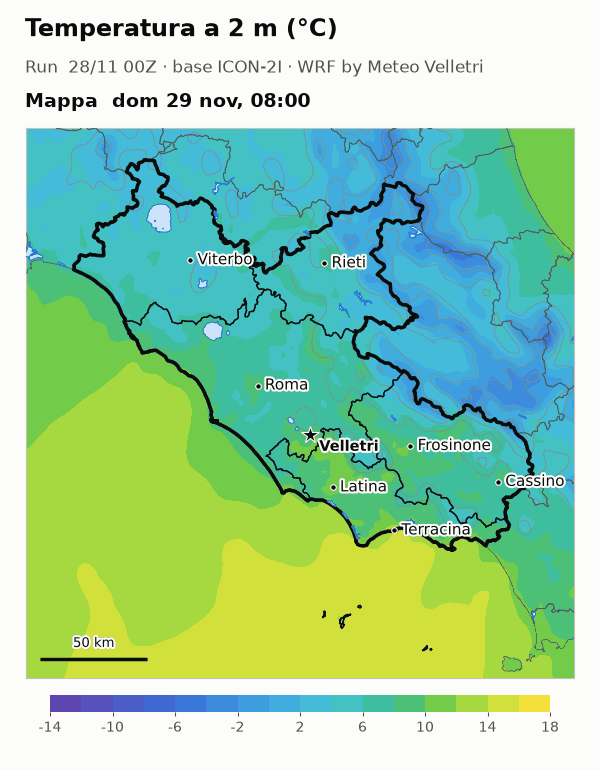 Temperatura a 2 m (°C)
Run  28/11 00Z · base ICON-2I · WRF by Meteo Velletri
Mappa  dom 29 nov, 08:00
Viterbo
Rieti
Roma
Velletri
Frosinone
Latina
Cassino
Terracina
50 km
-14 -10 -6 -2 2 6 10 14 18